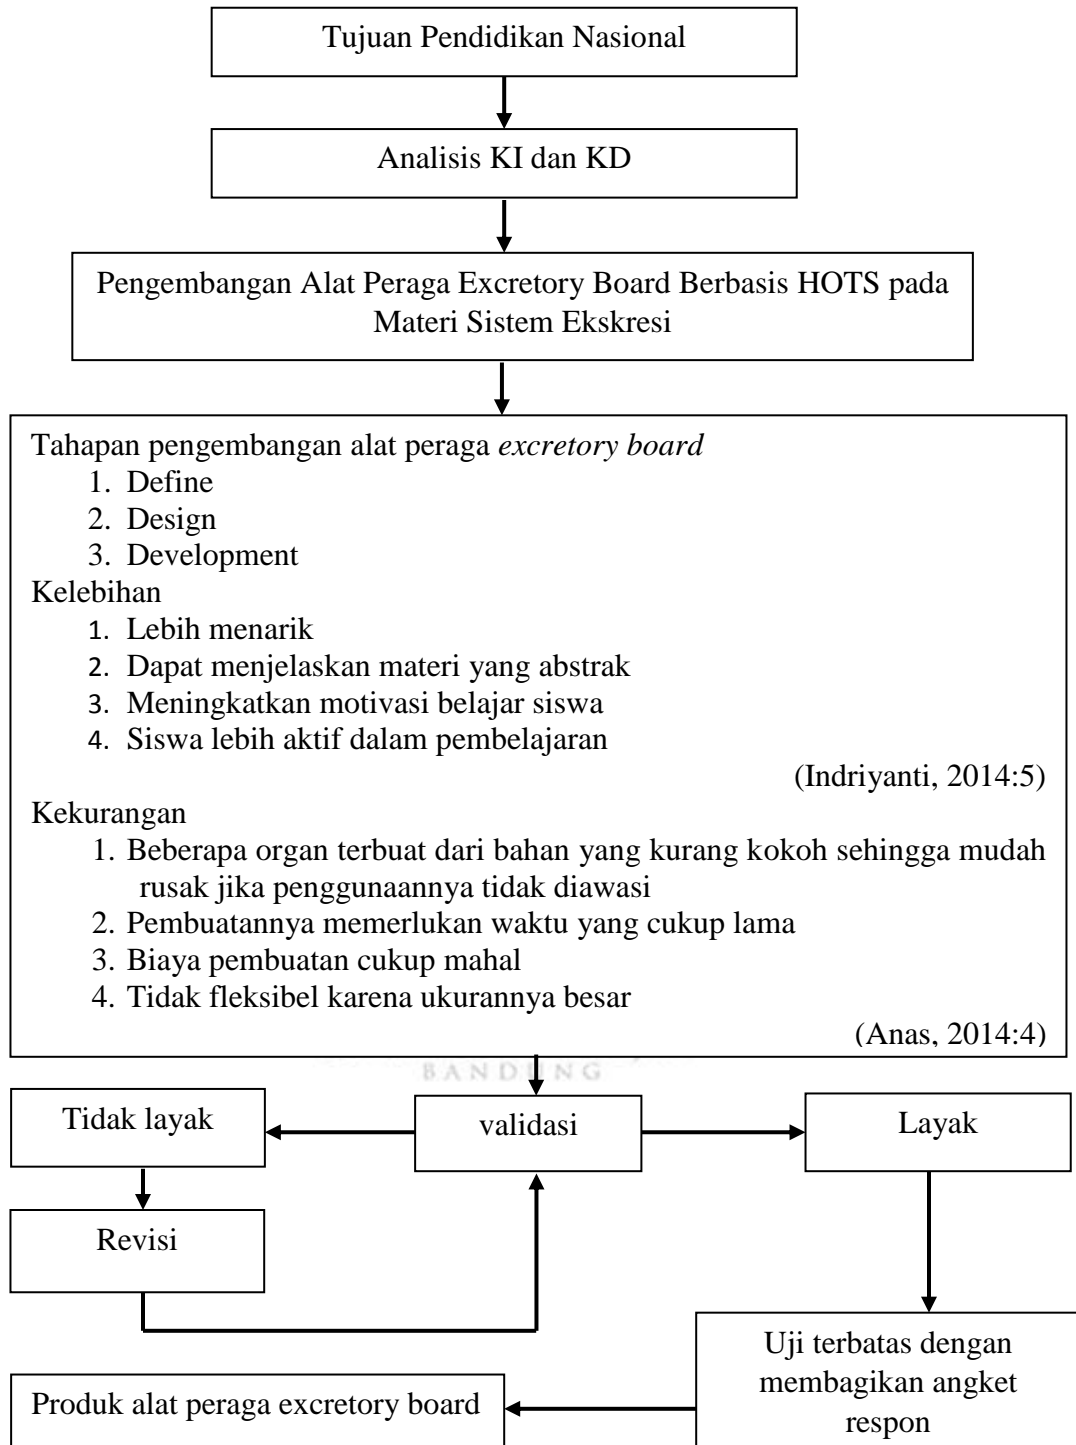 Tujuan Pendidikan Nasional
Analisis KI dan KD
Pengembangan Alat Peraga Excretory Board Berbasis HOTS pada
Materi Sistem Ekskresi
Tahapan pengembangan alat peraga excretory board
1. Define
2. Design
3. Development
Kelebihan
1. Lebih menarik
2. Dapat menjelaskan materi yang abstrak
3. Meningkatkan motivasi belajar siswa
4. Siswa lebih aktif dalam pembelajaran
(Indriyanti, 2014:5)
Kekurangan
1. Beberapa organ terbuat dari bahan yang kurang kokoh sehingga mudah
rusak jika penggunaannya tidak diawasi
2. Pembuatannya memerlukan waktu yang cukup lama
3. Biaya pembuatan cukup mahal
4. Tidak fleksibel karena ukurannya besar
(Anas, 2014:4)
BANDUNG
Tidak layak
validasi
Layak
Revisi
Uji terbatas dengan
membagikan angket
respon
Produk alat peraga excretory board